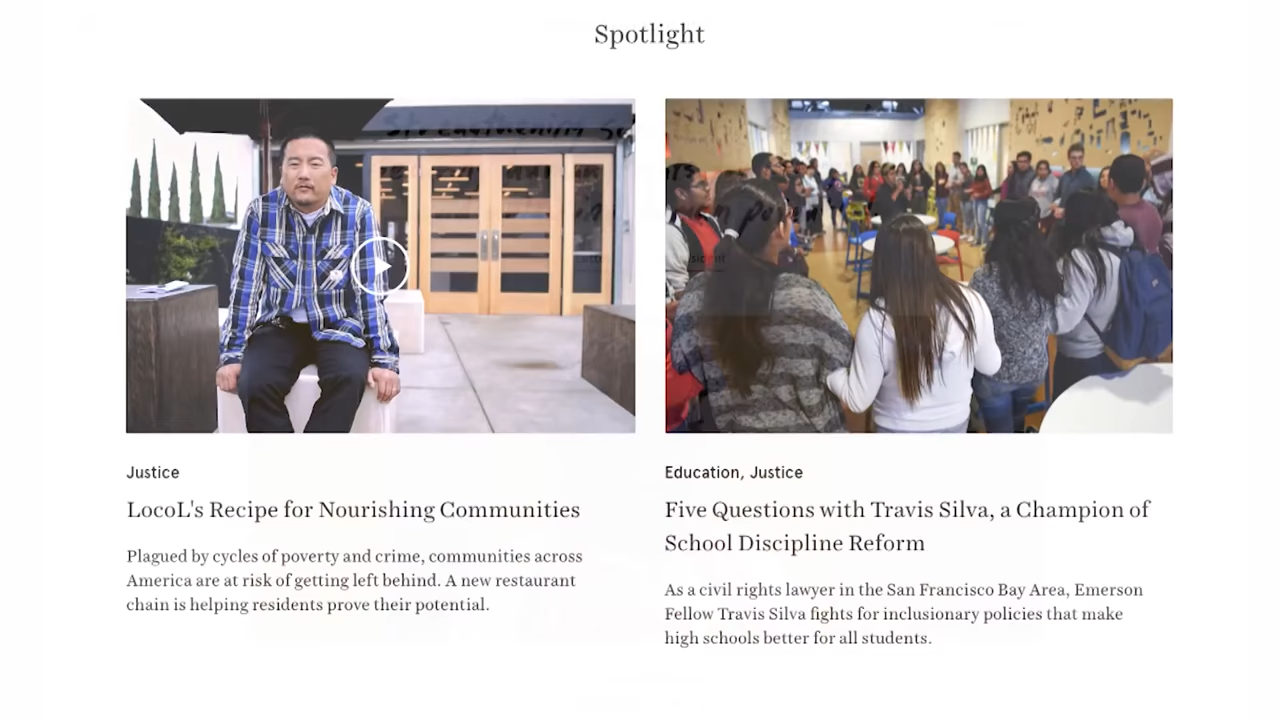 Spotlight
Justice
LocoL's Recipe for Nourishing Communities
Plagued by cycles of poverty and crime, communities across
America are at risk of getting left behind. A new restaurant
chain is helping residents prove their potential.
Education, Justice
Five Questions with Travis Silva, a Champion of
School Discipline Reform
As a civil rights lawyer in the San Francisco Bay Area, Emerson
Fellow Travis Silva fights for inclusionary policies that make
high schools better for all students.